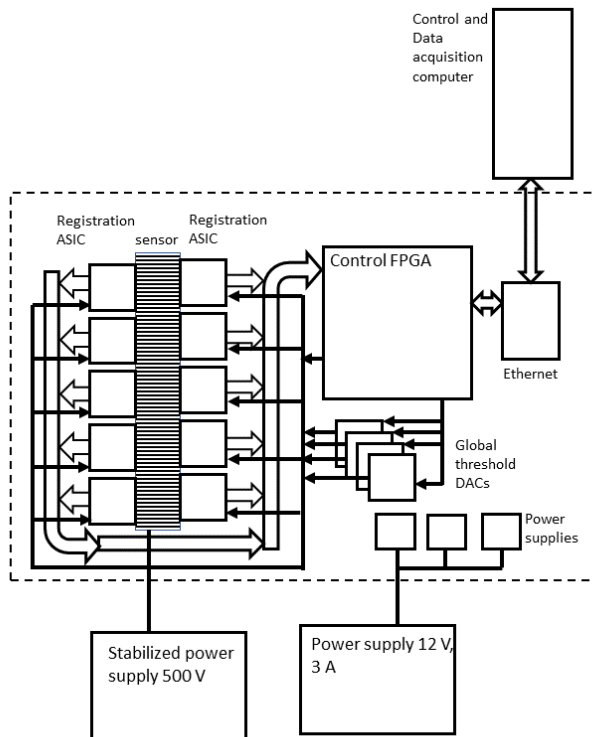 Control and
Data
acquisition
computer
Registration
ASIC
sensor
Registration
ASIC
Control FPGA
Ethernet
Global
threshold
DACs
Power
supplies
Stabilized power
supply 500 V
Power supply 12 V,
3 A